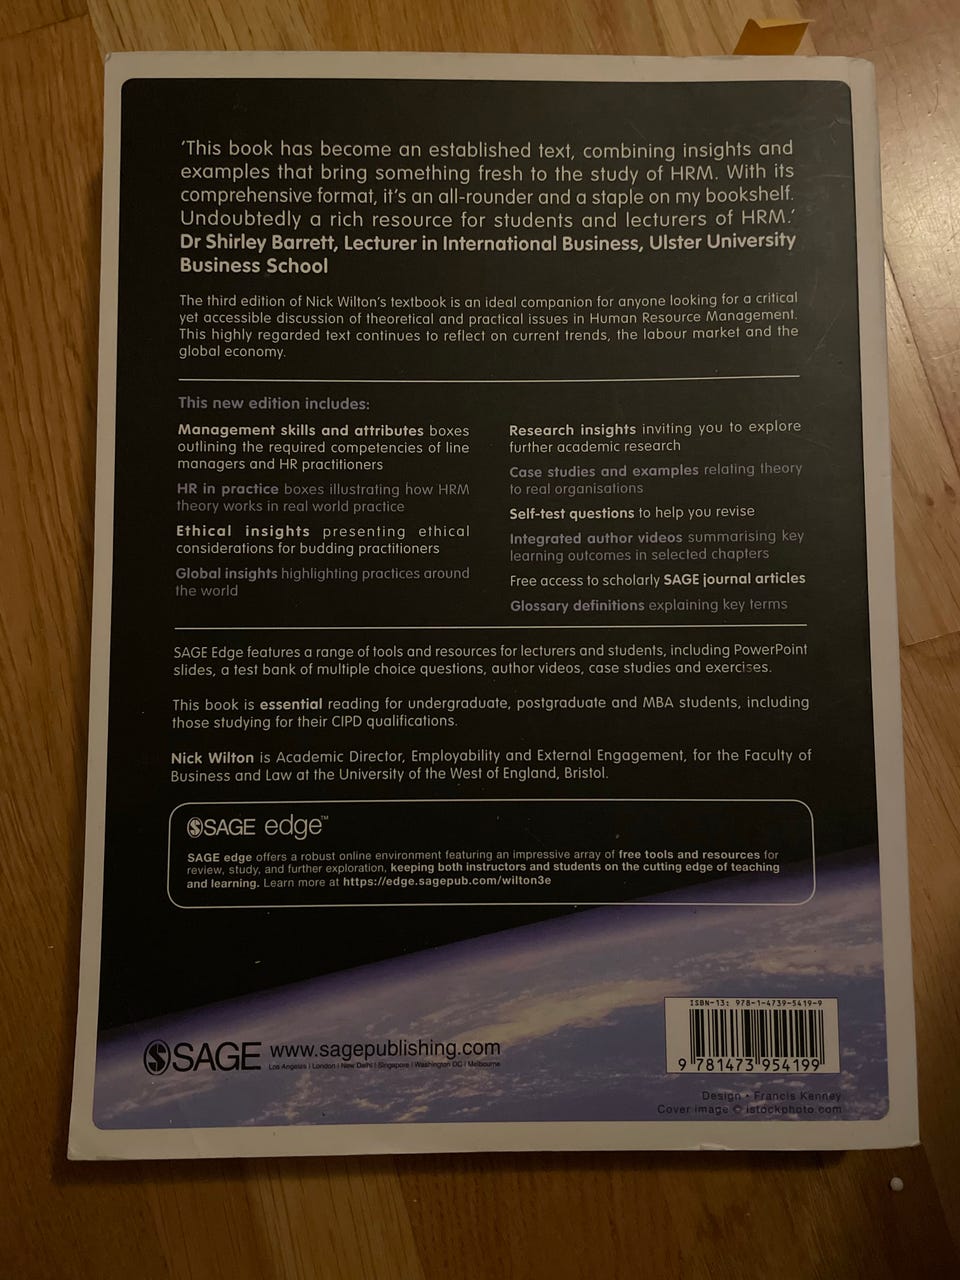 ‘This book has become an established text, combining insights and
examples that bring something fresh to the study of HRM. With its
comprehensive format, it’s an all-rounder and a staple on my bookshelf.
Undoubtedly a rich resource for students and lecturers of HRM.’
Dr Shirley Barrett, Lecturer in International Business, Ulster University
Business School
The third edition of Nick Wilton’s textbook is an ideal companion for anyone looking for a critical
yet accessible discussion of theoretical and practical issues in Human Resource Management.
This highly regarded text continues to reflect on current trends, the labour market and the
global economy.
This new edition includes:
Management skills and attributes boxes
outlining the required competencies of line
managers and HR practitioners
HR in practice boxes illustrating how HRM
theory works in real world practice
Ethical insights presenting ethical
considerations for budding practitioners
Global insights highlighting practices around
the world
Research insights inviting you to explore
further academic research
Case studies and examples relating theory
to real organisations
Self-test questions to help you revise
Integrated author videos summarising key
learning outcomes in selected chapters
Free access to scholarly SAGE journal articles
Glossary definitions explaining key terms
SAGE Edge features a range of tools and resources for lecturers and students, including PowerPoint
slides, a test bank of multiple choice questions, author videos, case studies and exercises.
This book is essential reading for undergraduate, postgraduate and MBA students, including
those studying for their CIPD qualifications.
Nick Wilton is Academic Director, Employability and External Engagement, for the Faculty of
Business and Law at the University of the West of England, Bristol.
SAGE edge™
SAGE edge offers a robust online environment featuring an impressive array of free tools and resources for
review, study, and further exploration, keeping both instructors and students on the cutting edge of teaching
and learning. Learn more at https://edge.sagepub.com/wilton3e
SAGE www.sagepublishing.com
Los Angeles | London | New Delhi | Singapore | Washington DC | Melbourne
ISBN-13: 978-1-4739-5419-9
9 781473 954199
Design • Francis Kenney
Cover image © istockphoto.com